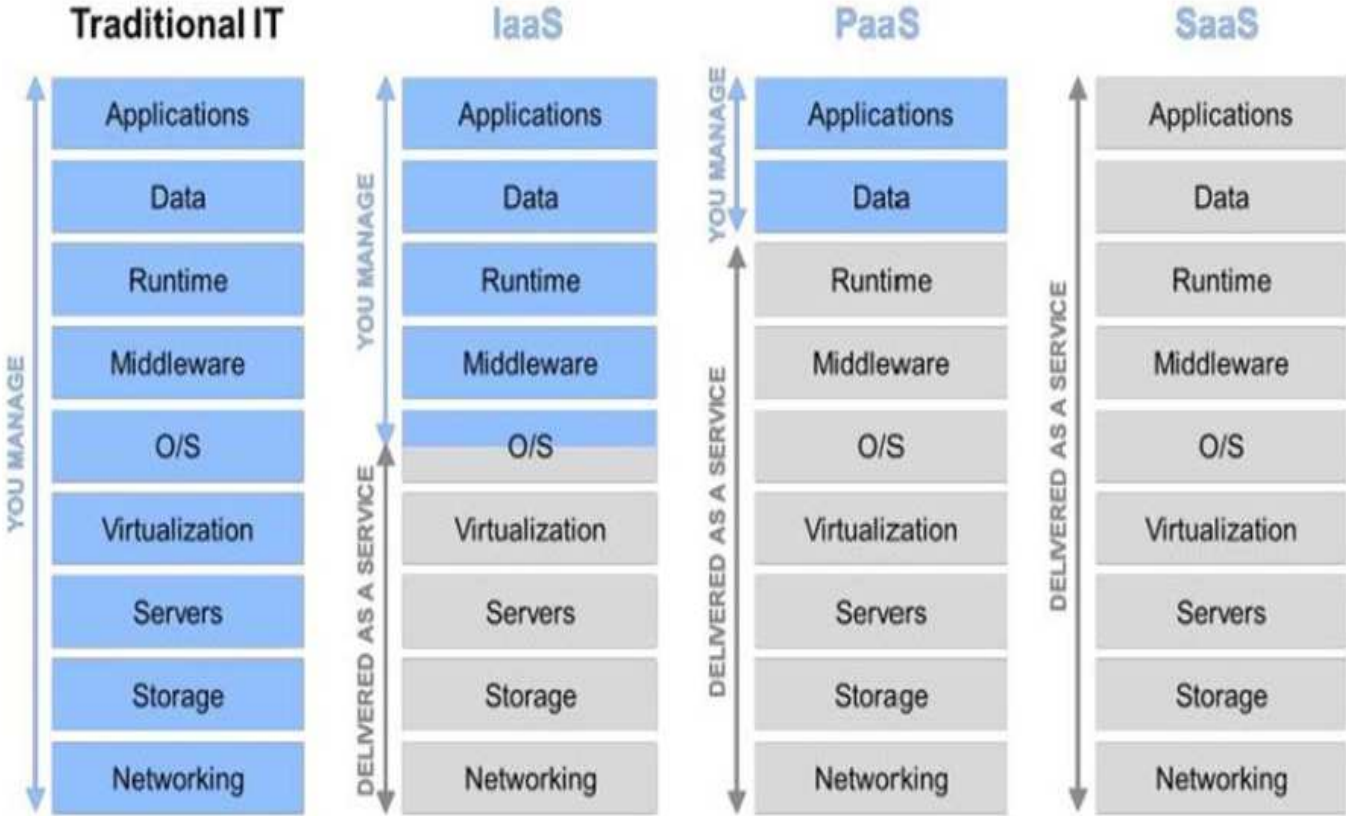 Traditional IT
IaaS
PaaS
SaaS
YOU MANAGE
Applications
Data
Runtime
Middleware
O/S
Virtualization
Servers
Storage
Networking
YOU MANAGE
DELIVERED AS A SERVICE
Applications
Data
Runtime
Middleware
O/S
Virtualization
Servers
Storage
Networking
YOU MANAGE
DELIVERED AS A SERVICE
Applications
Data
Runtime
Middleware
O/S
Virtualization
Servers
Storage
Networking
DELIVERED AS A SERVICE
Applications
Data
Runtime
Middleware
O/S
Virtualization
Servers
Storage
Networking